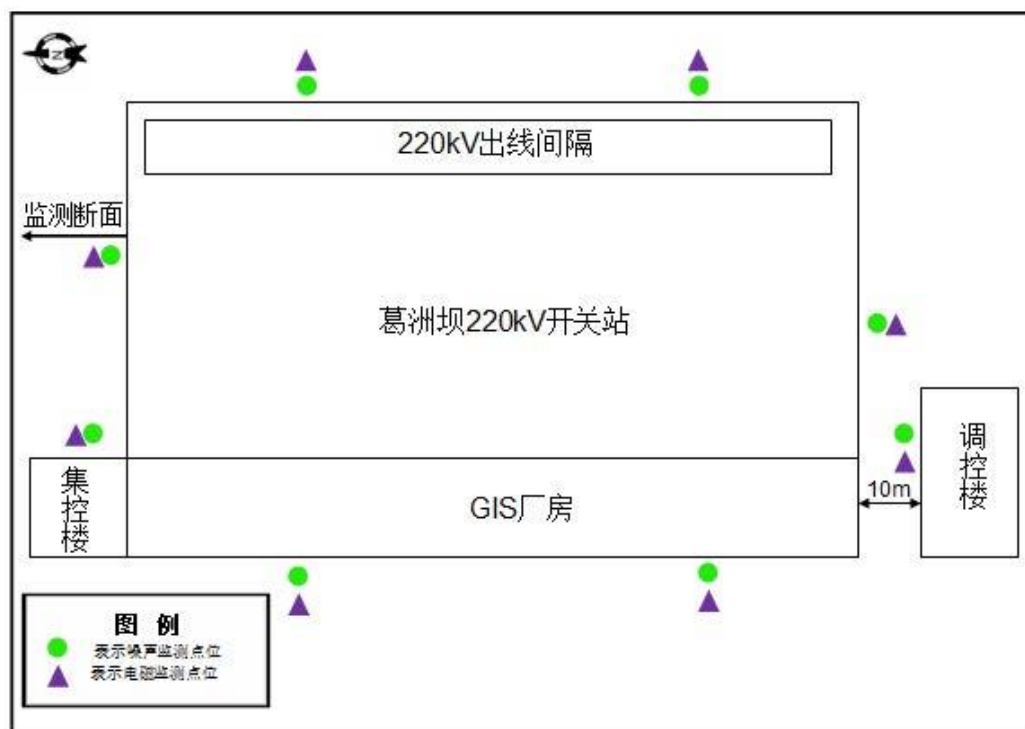 N
220kV出线间隔
监测断面
葛洲坝220kV开关站
调控楼
10m
集控楼
GIS厂房
图 例
表示噪声监测点位
表示电磁监测点位